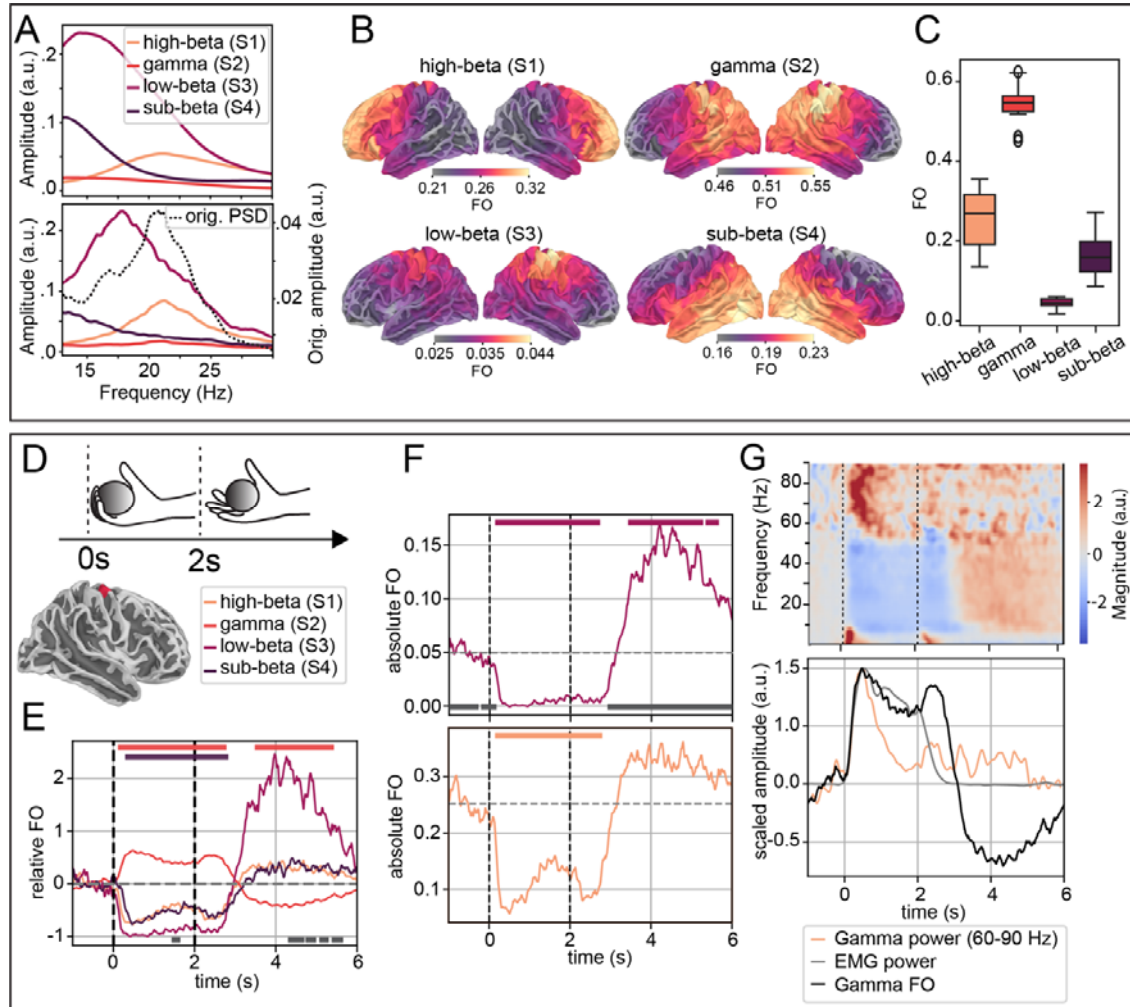 A
.2
.1
.0
Amplitude (a.u.)
high-beta (S1)
gamma (S2)
low-beta (S3)
sub-beta (S4)
.2
.1
.0
Amplitude (a.u.)
orig. PSD
.04
.02
.00
Orig. amplitude (a.u.)
15 20 25
Frequency (Hz)
B
high-beta (S1)
0.21 0.26 0.32
FO
gamma (S2)
0.46 0.51 0.55
FO
low-beta (S3)
0.025 0.035 0.044
FO
sub-beta (S4)
0.16 0.19 0.23
FO
C
0.6
0.4
0.2
0.0
FO
high-beta
gamma
low-beta
sub-beta
D
0s 2s
high-beta (S1)
gamma (S2)
low-beta (S3)
sub-beta (S4)
E
2
1
0
-1
relative FO
0 2 4 6
time (s)
F
0.15
0.10
0.05
0.00
absolute FO
0.3
0.2
0.1
absolute FO
0 2 4 6
time (s)
G
80
60
40
20
Frequency (Hz)
2
0
-2
Magnitude (a.u.)
1.5
1.0
0.0
-0.5
scaled amplitude (a.u.)
0 2 4 6
time (s)
Gamma power (60-90 Hz)
EMG power
Gamma FO